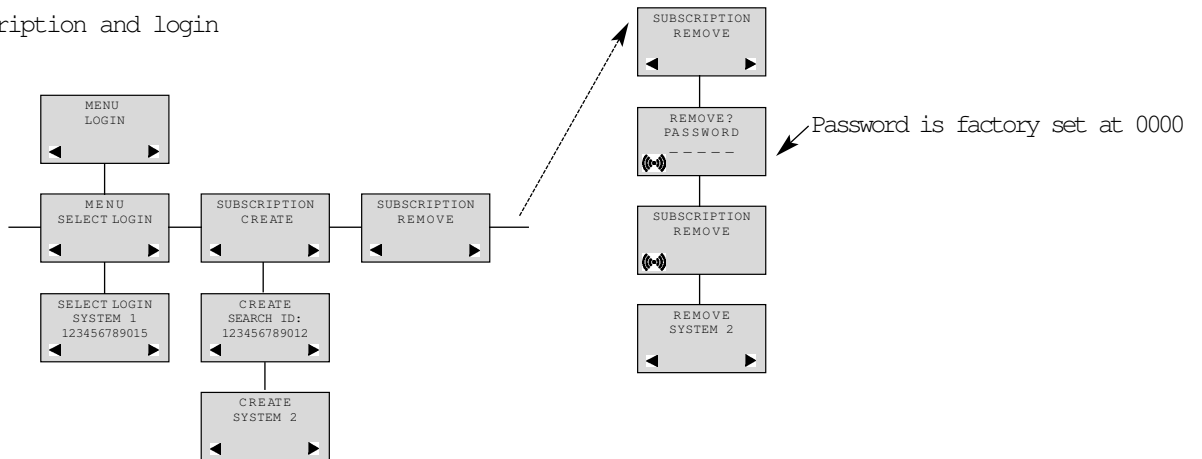 ription and login
MENU
LOGIN
MENU
SELECT LOGIN
SUBSCRIPTION
CREATE
SUBSCRIPTION
REMOVE
SELECT LOGIN
SYSTEM 1
123456789015
CREATE
SEARCH ID:
123456789012
CREATE
SYSTEM 2
SUBSCRIPTION
REMOVE
REMOVE?
PASSWORD
_ _ _ _ _
Password is factory set at 0000
SUBSCRIPTION
REMOVE
REMOVE
SYSTEM 2